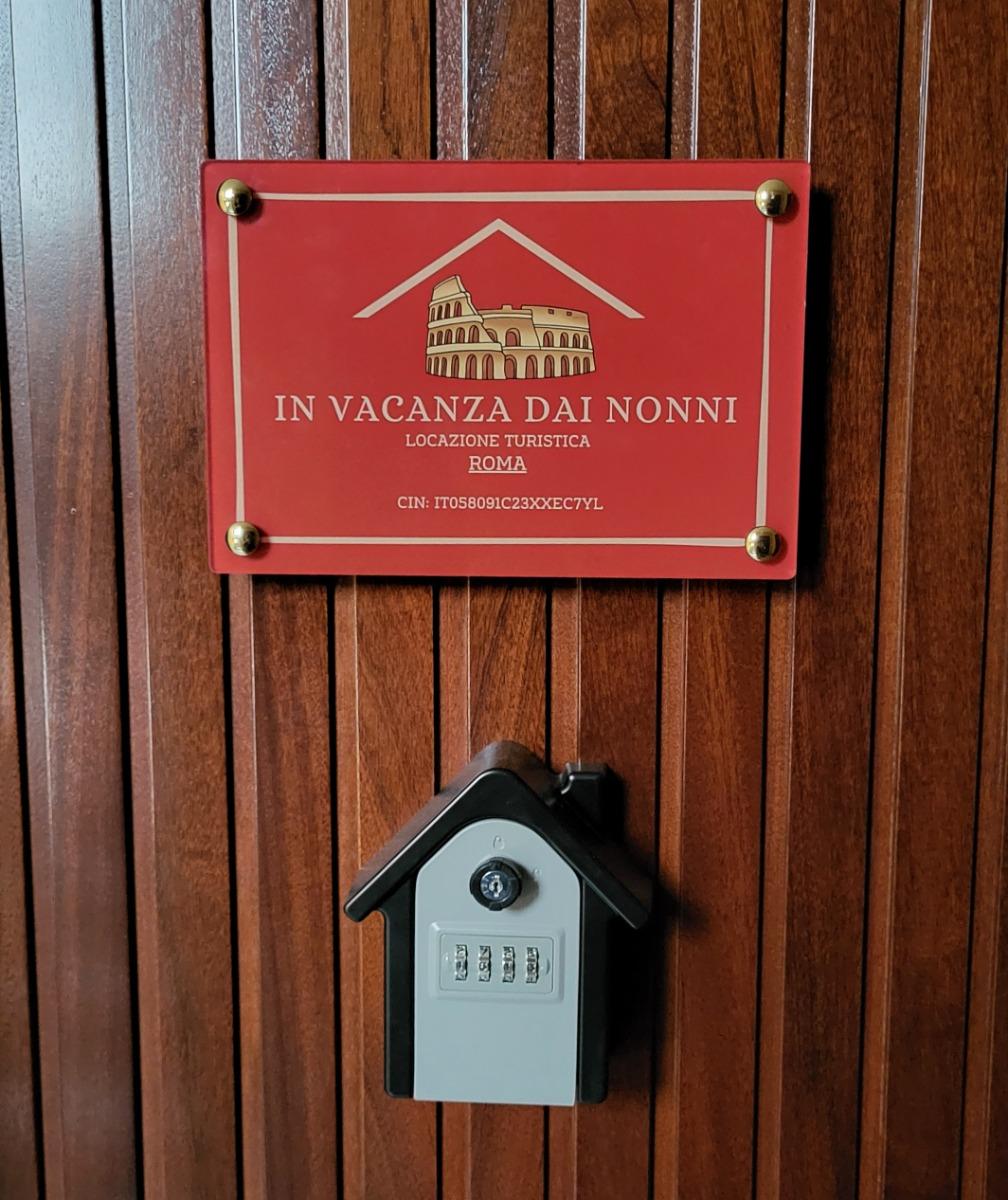 IN VACANZA DAI NONNI
LOCAZIONE TURISTICA
ROMA
CIN: IT058091C23XXEC7YL